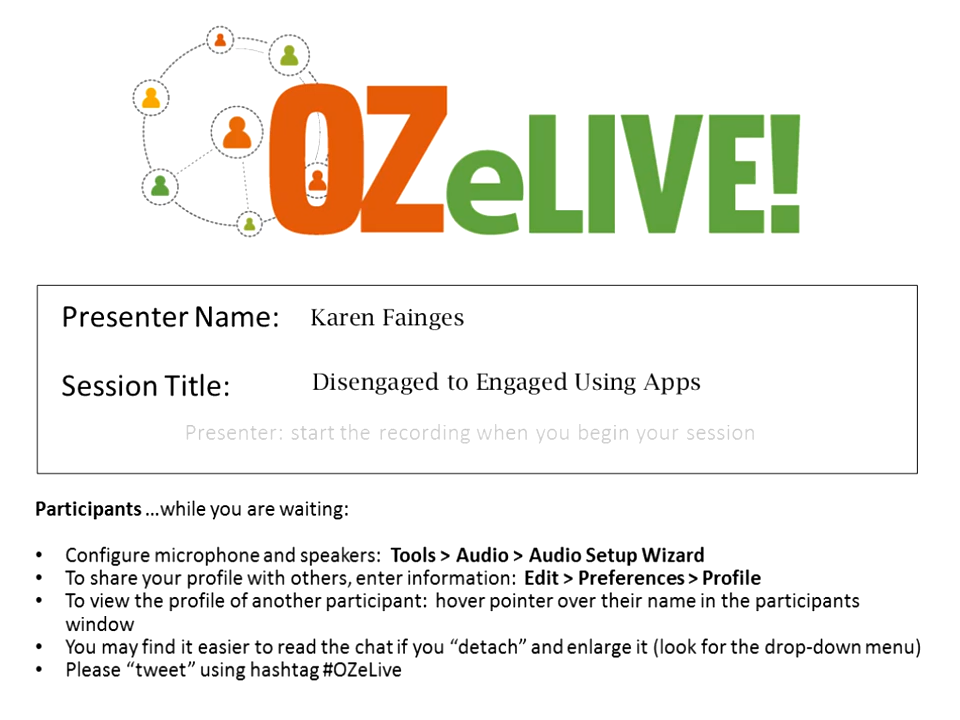 OZeLIVE!
Presenter Name: Karen Fainges
Session Title: Disengaged to Engaged Using Apps
Presenter: start the recording when you begin your session
Participants ...while you are waiting:
• Configure microphone and speakers: Tools > Audio > Audio Setup Wizard
• To share your profile with others, enter information: Edit > Preferences > Profile
• To view the profile of another participant: hover pointer over their name in the participants
window
• You may find it easier to read the chat if you “detach” and enlarge it (look for the drop-down menu)
• Please “tweet” using hashtag #OZeLive